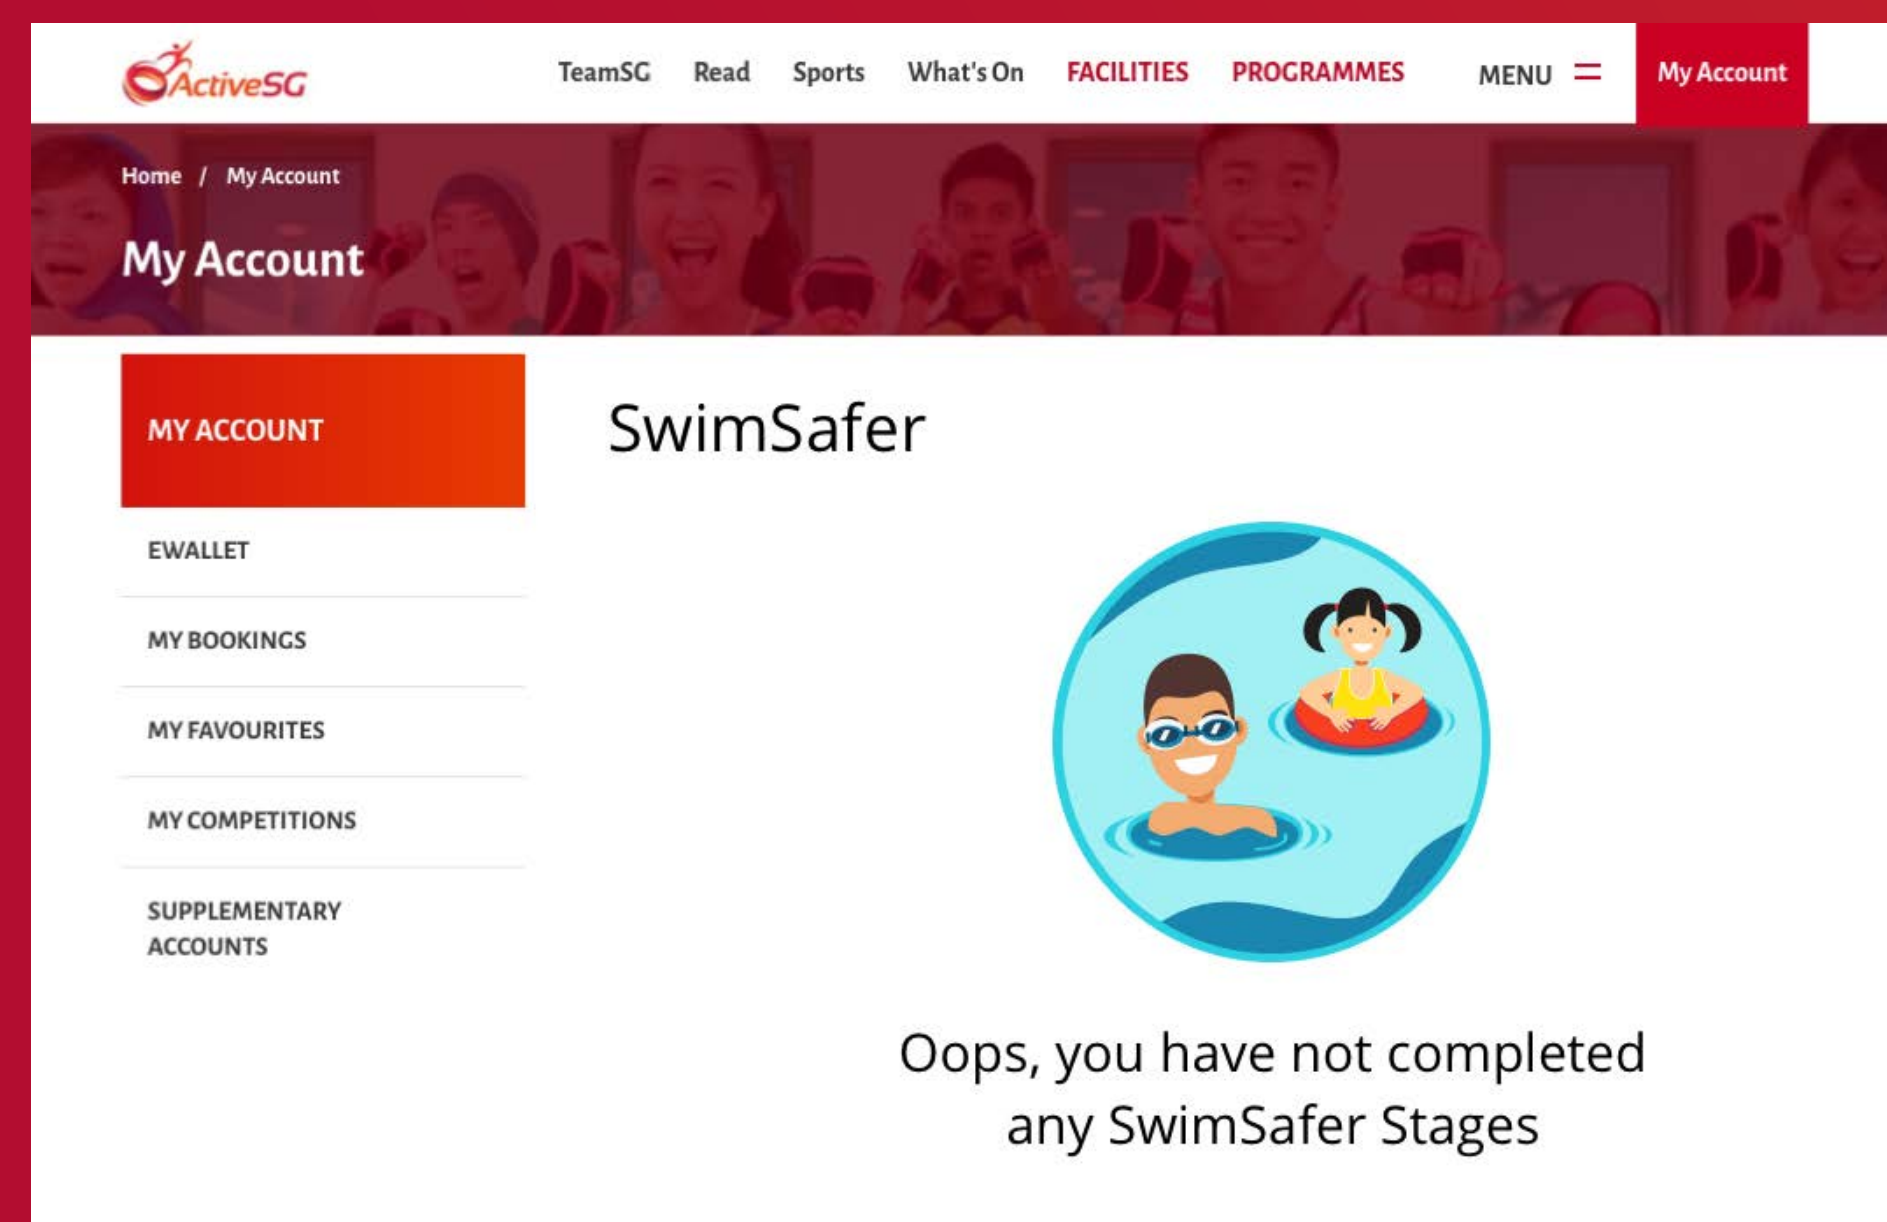 ActiveSG
TeamSG Read Sports What's On FACILITIES PROGRAMMES MENU My Account
Home / My Account
My Account
MY ACCOUNT
EWALLET
MY BOOKINGS
MY FAVOURITES
MY COMPETITIONS
SUPPLEMENTARY
ACCOUNTS
SwimSafer
Oops, you have not completed
any SwimSafer Stages